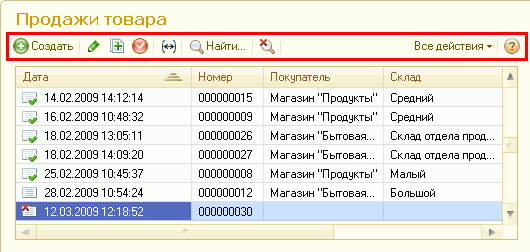 Продажи товара
Создать Найти... Все действия
Дата Номер Покупатель Склад
14.02.2009 14:12:14 000000015 Магазин "Продукты" Средний
16.02.2009 10:48:32 000000009 Магазин "Продукты" Средний
18.02.2009 13:05:11 000000026 Магазин "Бытовая... Склад отдела прод...
18.02.2009 14:09:20 000000027 Магазин "Бытовая... Склад отдела прод...
25.02.2009 10:45:37 000000008 Магазин "Продукты" Малый
28.02.2009 10:54:24 000000012 Магазин "Бытовая... Большой
12.03.2009 12:18:52 000000030